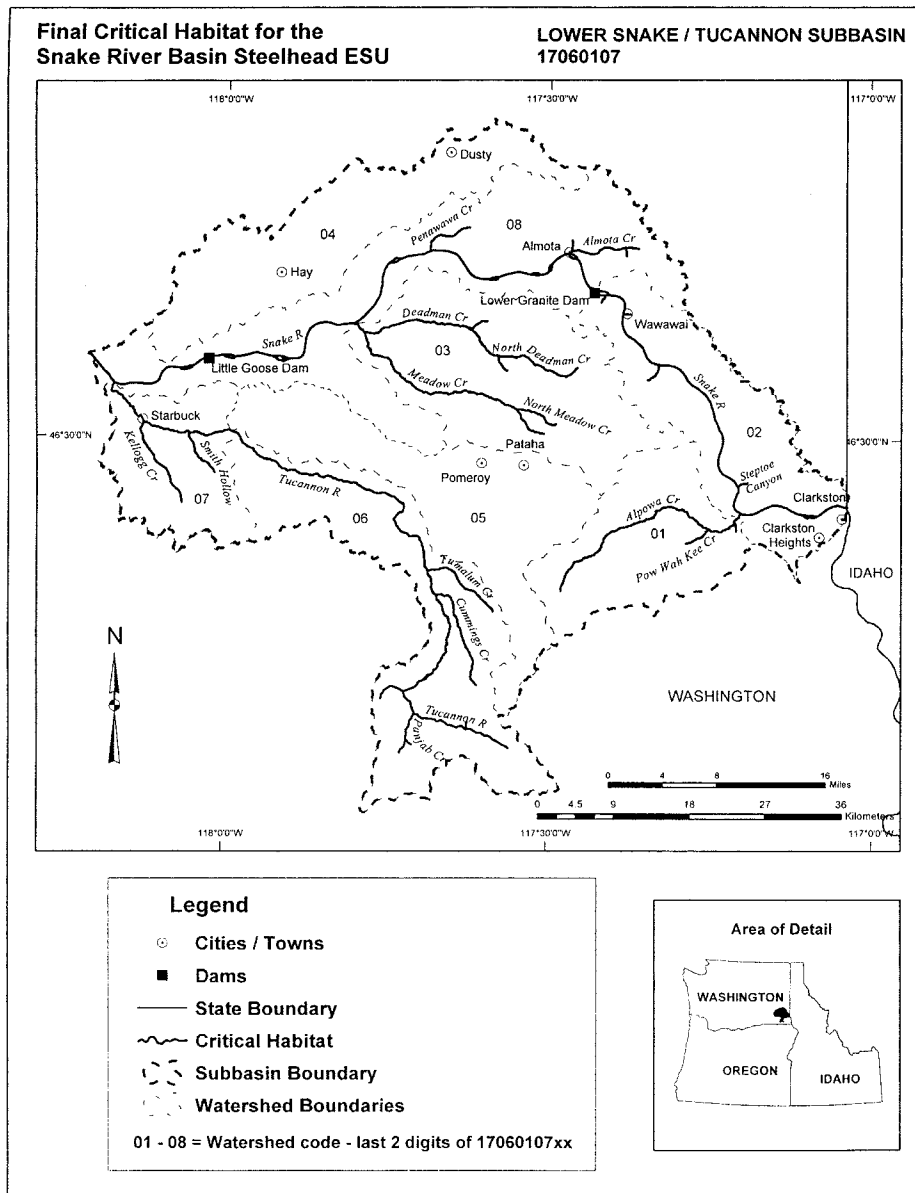 Final Critical Habitat for the
Snake River Basin Steelhead ESU
LOWER SNAKE / TUCANNON SUBBASIN
17060107
116°0'0"W
117°30'0"W
117°0'0"W
Dusty
04
Penawawa Cr
08
Almota
Almota Cr
Hay
Lower Granite Dam
Wawawai
Deadman Cr
Snake R
03
North Deadman Cr
Little Goose Dam
Meadow Cr
Snake R
North Meadow Cr
02
Starbuck
46°30'0"N
46°30'0"N
Pataha
Kellogg Cr
Smith Hollow
Pomeroy
Steptoe Canyon
Tucannon R
Clarkston
07
06
05
Alpowa Cr
01
Clarkston
Heights
Pow Wah Kee Cr
IDAHO
Tumalum Cr
Cummings Cr
N
WASHINGTON
Tucannon R
Panjab Cr
0 4 8 16
Miles
0 4.5 9 18 27 36
Kilometers
118°0'0"W
117°30'0"W
117°0'0"W
Legend
Cities / Towns
Dams
State Boundary
Critical Habitat
Subbasin Boundary
Watershed Boundaries
01 - 08 = Watershed code - last 2 digits of 17060107xx
Area of Detail
WASHINGTON
OREGON
IDAHO